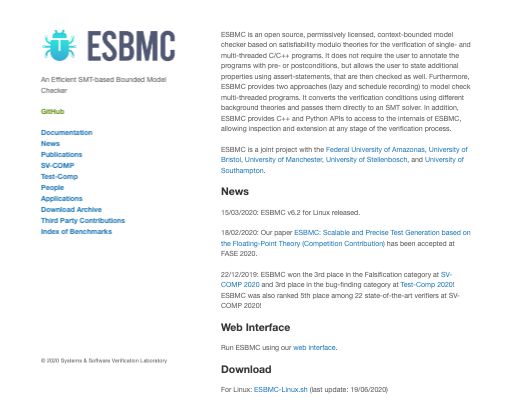 ESBMC
An Efficient SMT-based Bounded Model
Checker
GitHub
Documentation
News
Publications
SV-COMP
Test-Comp
People
Applications
Download Archive
Third Party Contributions
Index of Benchmarks
© 2020 Systems & Software Verification Laboratory
ESBMC is an open source, permissively licensed, context-bounded model
checker based on satisfiability modulo theories for the verification of single- and
multi-threaded C/C++ programs. It does not require the user to annotate the
programs with pre- or postconditions, but allows the user to state additional
properties using assert-statements, that are then checked as well. Furthermore,
ESBMC provides two approaches (lazy and schedule recording) to model check
multi-threaded programs. It converts the verification conditions using different
background theories and passes them directly to an SMT solver. In addition,
ESBMC provides C++ and Python APIs to access to the internals of ESBMC,
allowing inspection and extension at any stage of the verification process.
ESBMC is a joint project with the Federal University of Amazonas, University of
Bristol, University of Manchester, University of Stellenbosch, and University of
Southampton.
News
15/03/2020: ESBMC v6.2 for Linux released.
18/02/2020: Our paper ESBMC: Scalable and Precise Test Generation based on
the Floating-Point Theory (Competition Contribution) has been accepted at
FASE 2020.
22/12/2019: ESBMC won the 3rd place in the Falsification category at SV-
COMP 2020 and 3rd place in the bug-finding category at Test-Comp 2020!
ESBMC was also ranked 5th place among 22 state-of-the-art verifiers at SV-
COMP 2020!
Web Interface
Run ESBMC using our web interface.
Download
For Linux: ESBMC-Linux.sh (last update: 19/06/2020)